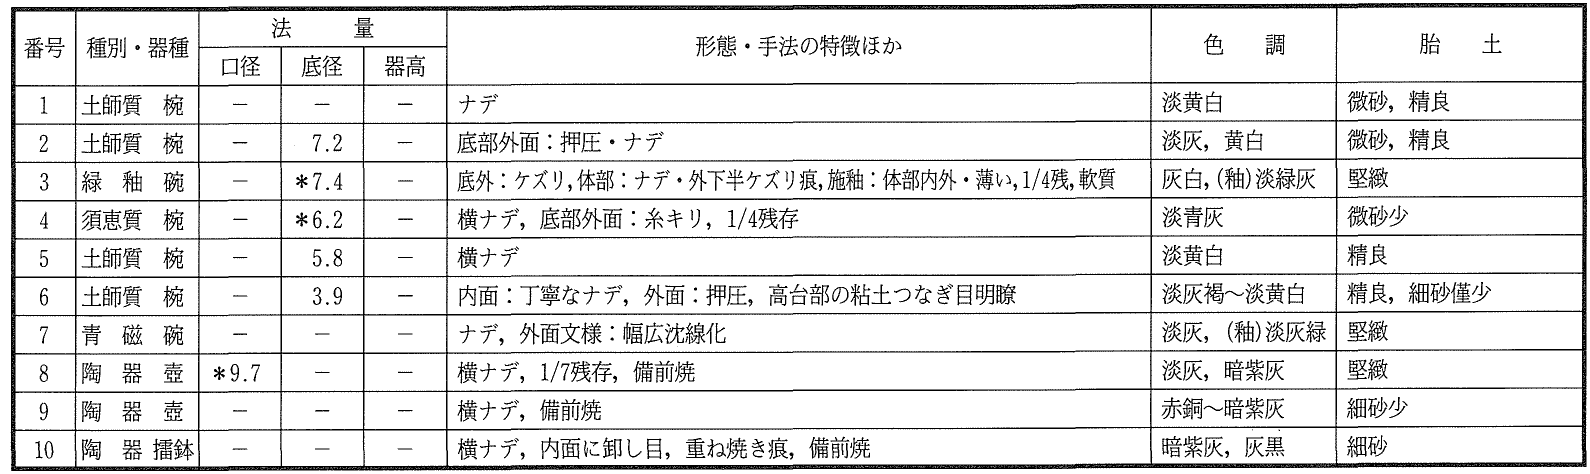 番号 種別・器種 法 量 形態・手法の特徴ほか 色 調 胎 土
口径 底径 器高
1 土師質 椀 － － － ナデ 淡黄白 微砂，精良
2 土師質 椀 － 7.2 － 底部外面：押圧・ナデ 淡灰，黄白 微砂，精良
3 緑 釉 碗 － *7.4 － 底外：ケズリ,体部：ナデ・外下半ケズリ痕,施釉：体部内外・薄い,1/4残,軟質 灰白,(釉)淡緑灰 堅緻
4 須恵質 椀 － *6.2 － 横ナデ，底部外面：糸キリ，1/4残存 淡青灰 微砂少
5 土師質 椀 － 5.8 － 横ナデ 淡黄白 精良
6 土師質 椀 － 3.9 － 内面：丁寧なナデ，外面：押圧，高台部の粘土つなぎ目明瞭 淡灰褐～淡黄白 精良，細砂僅少
7 青 磁 碗 － － － ナデ，外面文様：幅広沈線化 淡灰，(釉)淡灰緑 堅緻
8 陶 器 壺 *9.7 － － 横ナデ，1/7残存，備前焼 淡灰，暗紫灰 堅緻
9 陶 器 壺 － － － 横ナデ，備前焼 赤銅～暗紫灰 細砂少
10 陶 器 擂鉢 － － － 横ナデ，内面に卸し目，重ね焼き痕，備前焼 暗紫灰，灰黒 細砂